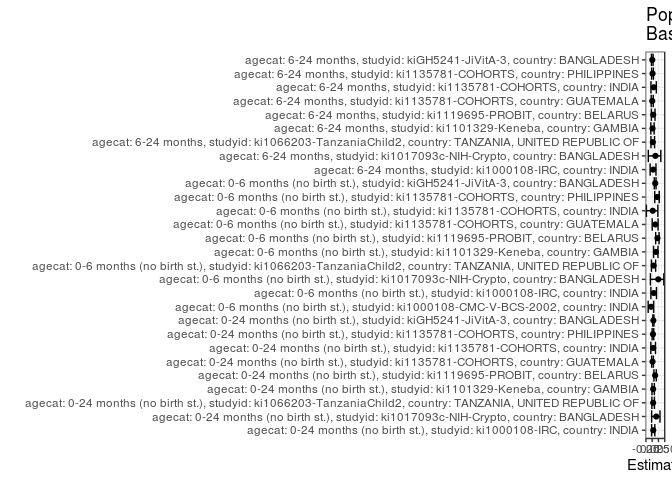 Pop
Bas
agecat: 6-24 months, studyid: kiGH5241-JiVitA-3, country: BANGLADESH
agecat: 6-24 months, studyid: ki1135781-COHORTS, country: PHILIPPINES
agecat: 6-24 months, studyid: ki1135781-COHORTS, country: INDIA
agecat: 6-24 months, studyid: ki1135781-COHORTS, country: GUATEMALA
agecat: 6-24 months, studyid: ki1119695-PROBIT, country: BELARUS
agecat: 6-24 months, studyid: ki1101329-Keneba, country: GAMBIA
agecat: 6-24 months, studyid: ki1066203-TanzaniaChild2, country: TANZANIA, UNITED REPUBLIC OF
agecat: 6-24 months, studyid: ki1017093c-NIH-Crypto, country: BANGLADESH
agecat: 6-24 months, studyid: ki1000108-IRC, country: INDIA
agecat: 0-6 months (no birth st.), studyid: kiGH5241-JiVitA-3, country: BANGLADESH
agecat: 0-6 months (no birth st.), studyid: ki1135781-COHORTS, country: PHILIPPINES
agecat: 0-6 months (no birth st.), studyid: ki1135781-COHORTS, country: INDIA
agecat: 0-6 months (no birth st.), studyid: ki1135781-COHORTS, country: GUATEMALA
agecat: 0-6 months (no birth st.), studyid: ki1119695-PROBIT, country: BELARUS
agecat: 0-6 months (no birth st.), studyid: ki1101329-Keneba, country: GAMBIA
agecat: 0-6 months (no birth st.), studyid: ki1066203-TanzaniaChild2, country: TANZANIA, UNITED REPUBLIC OF
agecat: 0-6 months (no birth st.), studyid: ki1017093c-NIH-Crypto, country: BANGLADESH
agecat: 0-6 months (no birth st.), studyid: ki1000108-IRC, country: INDIA
agecat: 0-6 months (no birth st.), studyid: ki1000108-CMC-V-BCS-2002, country: INDIA
agecat: 0-24 months (no birth st.), studyid: kiGH5241-JiVitA-3, country: BANGLADESH
agecat: 0-24 months (no birth st.), studyid: ki1135781-COHORTS, country: PHILIPPINES
agecat: 0-24 months (no birth st.), studyid: ki1135781-COHORTS, country: INDIA
agecat: 0-24 months (no birth st.), studyid: ki1135781-COHORTS, country: GUATEMALA
agecat: 0-24 months (no birth st.), studyid: ki1119695-PROBIT, country: BELARUS
agecat: 0-24 months (no birth st.), studyid: ki1101329-Keneba, country: GAMBIA
agecat: 0-24 months (no birth st.), studyid: ki1066203-TanzaniaChild2, country: TANZANIA, UNITED REPUBLIC OF
agecat: 0-24 months (no birth st.), studyid: ki1017093c-NIH-Crypto, country: BANGLADESH
agecat: 0-24 months (no birth st.), studyid: ki1000108-IRC, country: INDIA
Estima